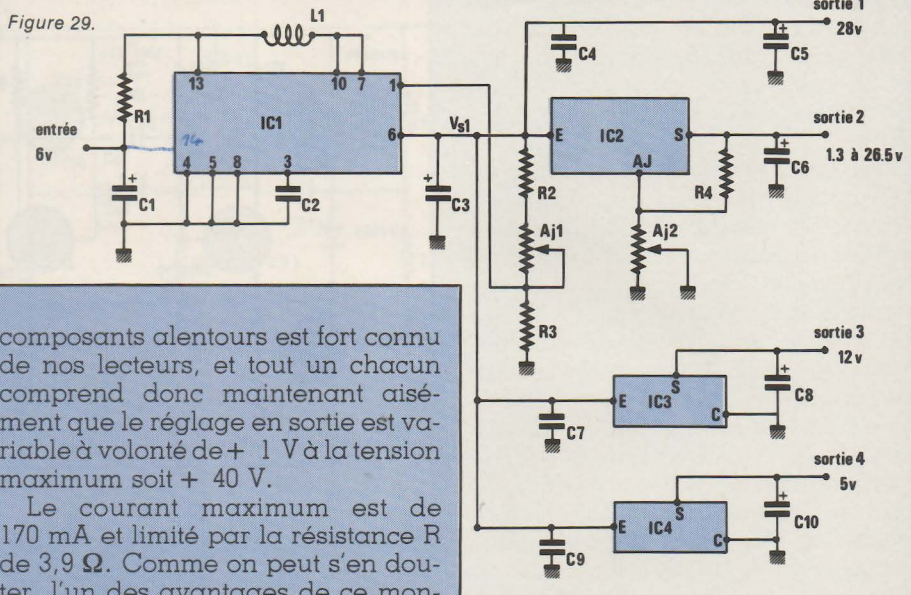 Figure 29.
L1
sortie 1
28v
C4
C5
13
10
7
1
R1
IC1
entrée
6v
6
Vs1
E
IC2
S
sortie 2
1.3 à 26.5v
AJ
C6
4
5
8
3
R2
R4
C1
C2
C3
Aj1
Aj2
R3
sortie 3
12v
S
E
IC3
C
C8
C7
sortie 4
5v
S
E
IC4
C
C10
C9
composants alentours est fort connu
de nos lecteurs, et tout un chacun
comprend donc maintenant aisé-
ment que le réglage en sortie est va-
riable à volonté de + 1 V à la tension
maximum soit + 40 V.
Le courant maximum est de
170 mA et limité par la résistance R
de 3,9 Ω. Comme on peut s'en dou-
ter, l'un des avantages de ce mon-